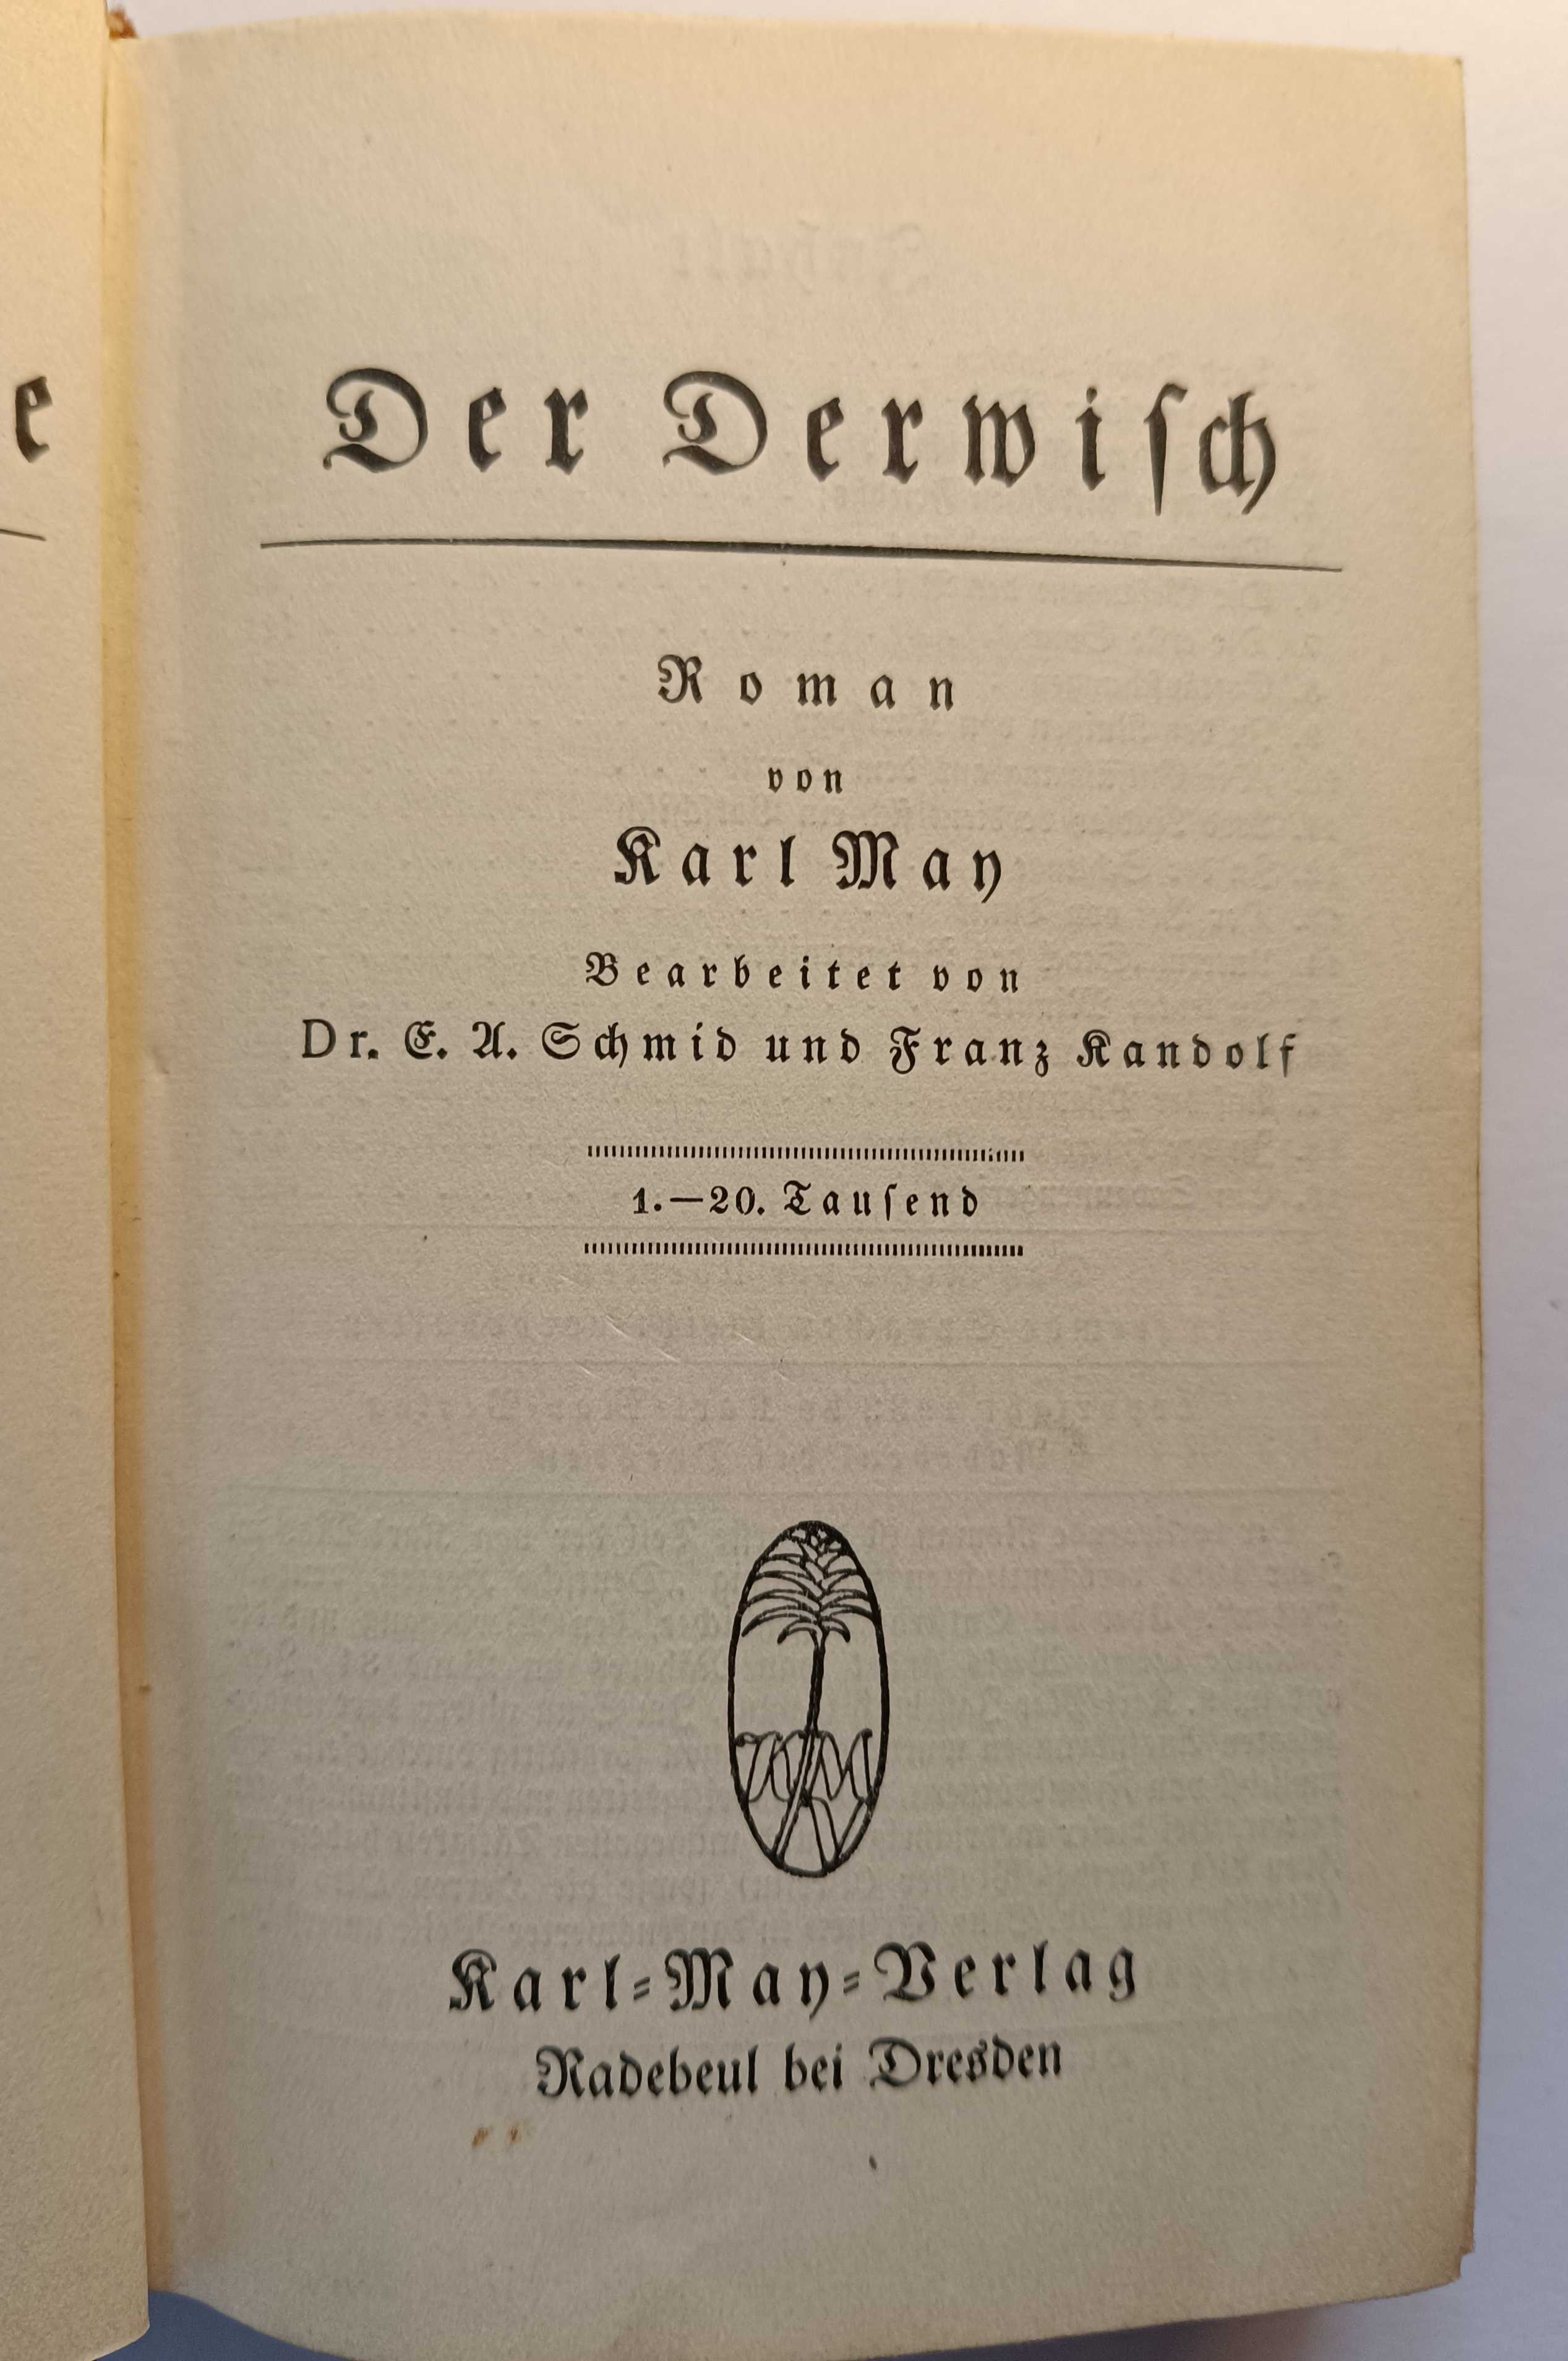 Der Derwiſch
Roman
von
Karl May
Bearbeitet von
Dr. E. A. Schmid und Franz Kandolf
1.—20. Tauſend
KM
V
Karl-May-Verlag
Radebeul bei Dresden
e